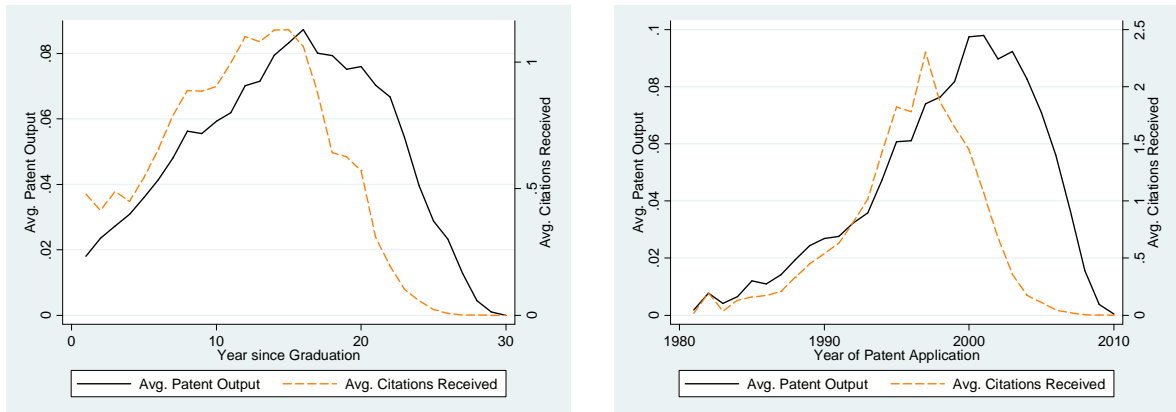 Avg. Patent Output
0 .02 .04 .06 .08
Avg. Citations Received
0 .5 1
0 10 20 30
Year since Graduation
Avg. Patent Output Avg. Citations Received
Avg. Patent Output
0 .02 .04 .06 .08 .1
Avg. Citations Received
0 .5 1 1.5 2 2.5
1980 1990 2000 2010
Year of Patent Application
Avg. Patent Output Avg. Citations Received